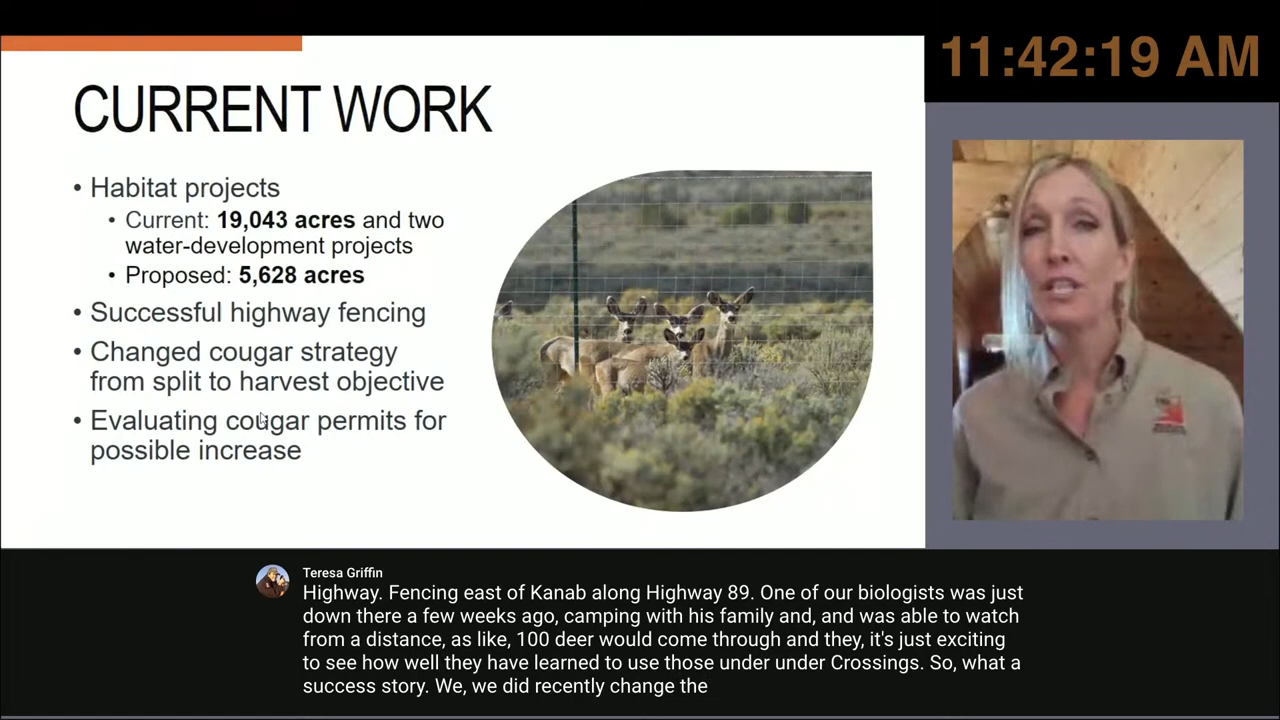 11:42:19 AM
CURRENT WORK
• Habitat projects
• Current: 19,043 acres and two
water-development projects
• Proposed: 5,628 acres
• Successful highway fencing
• Changed cougar strategy
from split to harvest objective
• Evaluating cougar permits for
possible increase
Teresa Griffin
Highway. Fencing east of Kanab along Highway 89. One of our biologists was just
down there a few weeks ago, camping with his family and, and was able to watch
from a distance, as like, 100 deer would come through and they, it's just exciting
to see how well they have learned to use those under under Crossings. So, what a
success story. We, we did recently change the